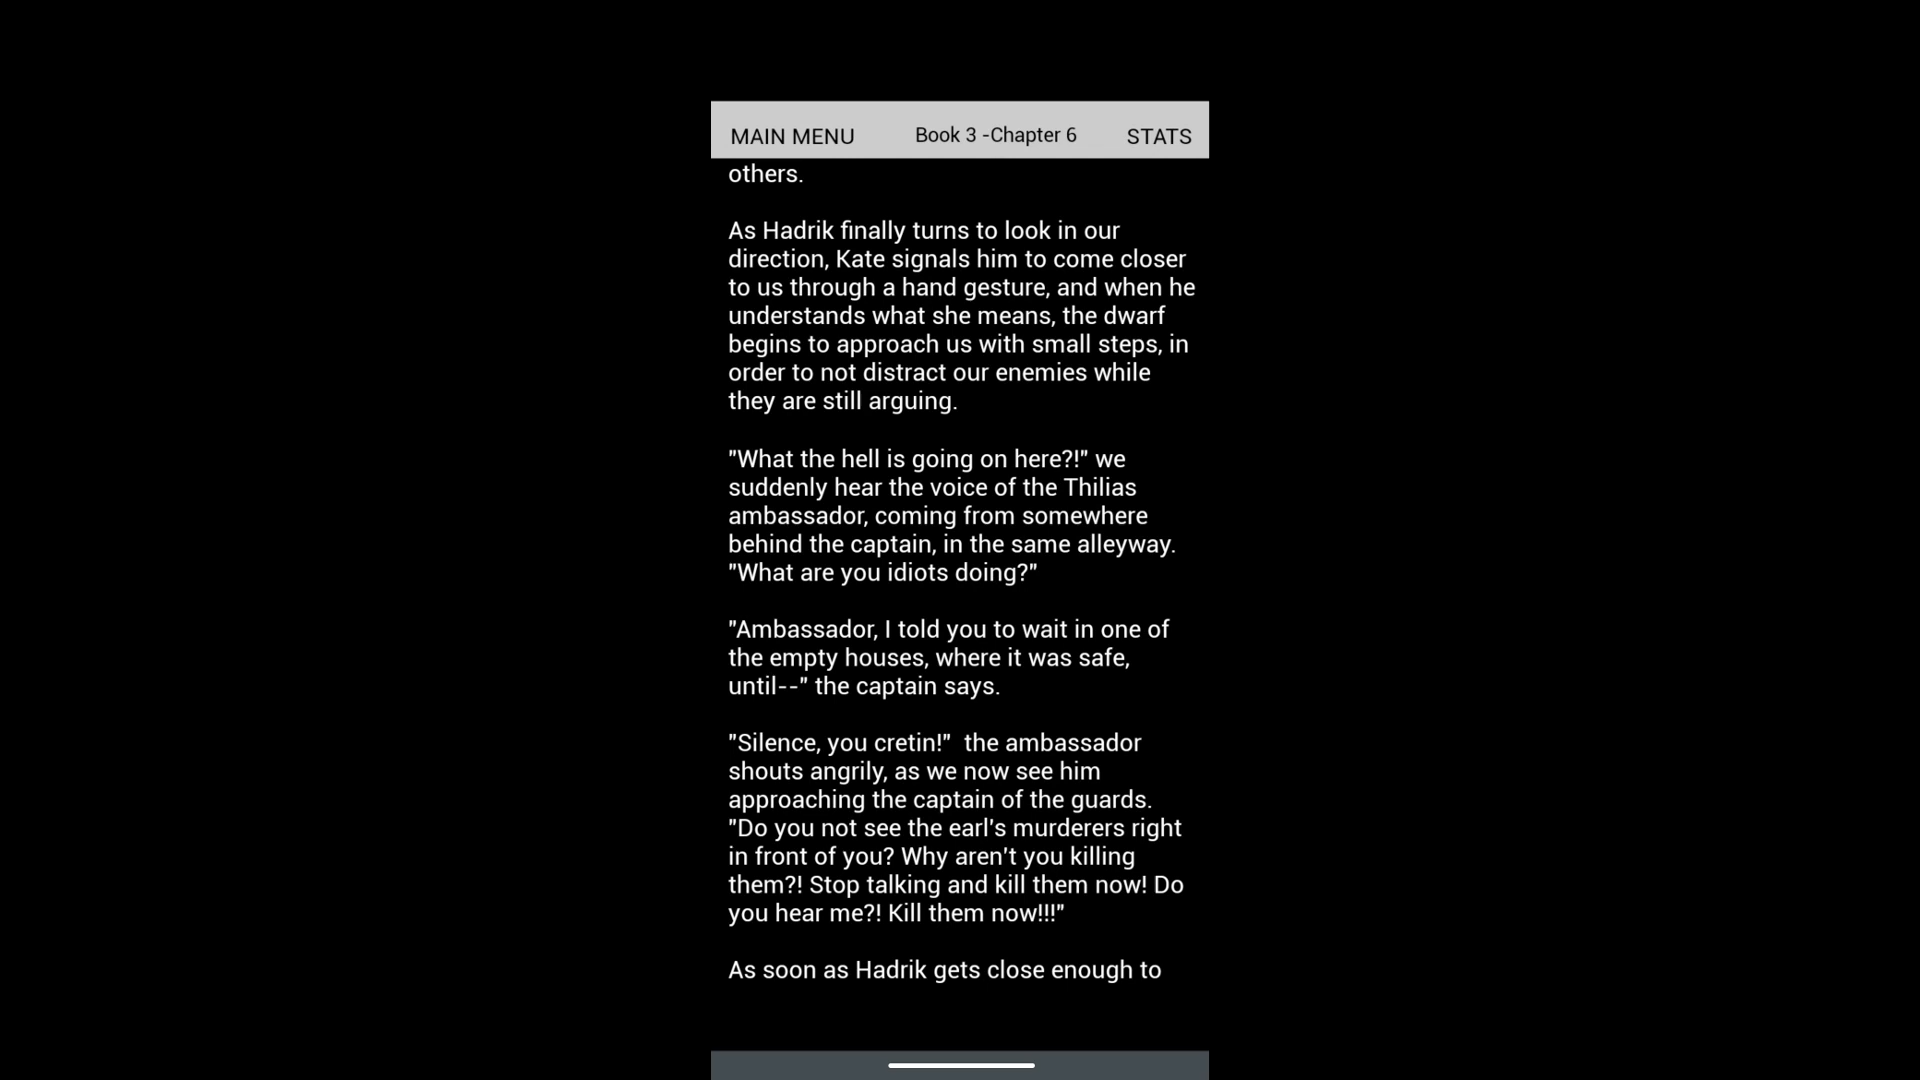 MAIN MENU Book 3 -Chapter 6 STATS
others.
As Hadrik finally turns to look in our
direction, Kate signals him to come closer
to us through a hand gesture, and when he
understands what she means, the dwarf
begins to approach us with small steps, in
order to not distract our enemies while
they are still arguing.
"What the hell is going on here?!" we
suddenly hear the voice of the Thilias
ambassador, coming from somewhere
behind the captain, in the same alleyway.
"What are you idiots doing?"
"Ambassador, I told you to wait in one of
the empty houses, where it was safe,
until--" the captain says.
"Silence, you cretin!"  the ambassador
shouts angrily, as we now see him
approaching the captain of the guards.
"Do you not see the earl's murderers right
in front of you? Why aren't you killing
them?! Stop talking and kill them now! Do
you hear me?! Kill them now!!!"
As soon as Hadrik gets close enough to